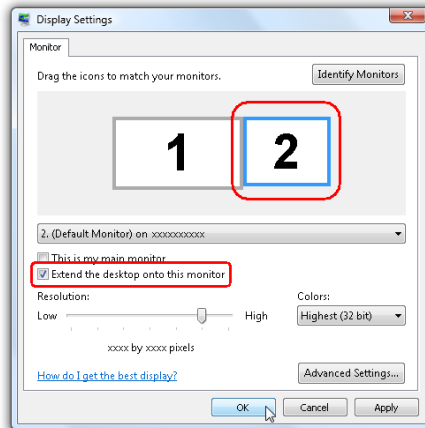 Display Settings
Monitor
Drag the icons to match your monitors.
Identify Monitors
1
2
2. (Default Monitor) on xxxxxxxxxx
This is my main monitor
Extend the desktop onto this monitor
Resolution:
Colors:
Low
High
Highest (32 bit)
xxxx by xxxx pixels
How do I get the best display?
Advanced Settings...
OK
Cancel
Apply